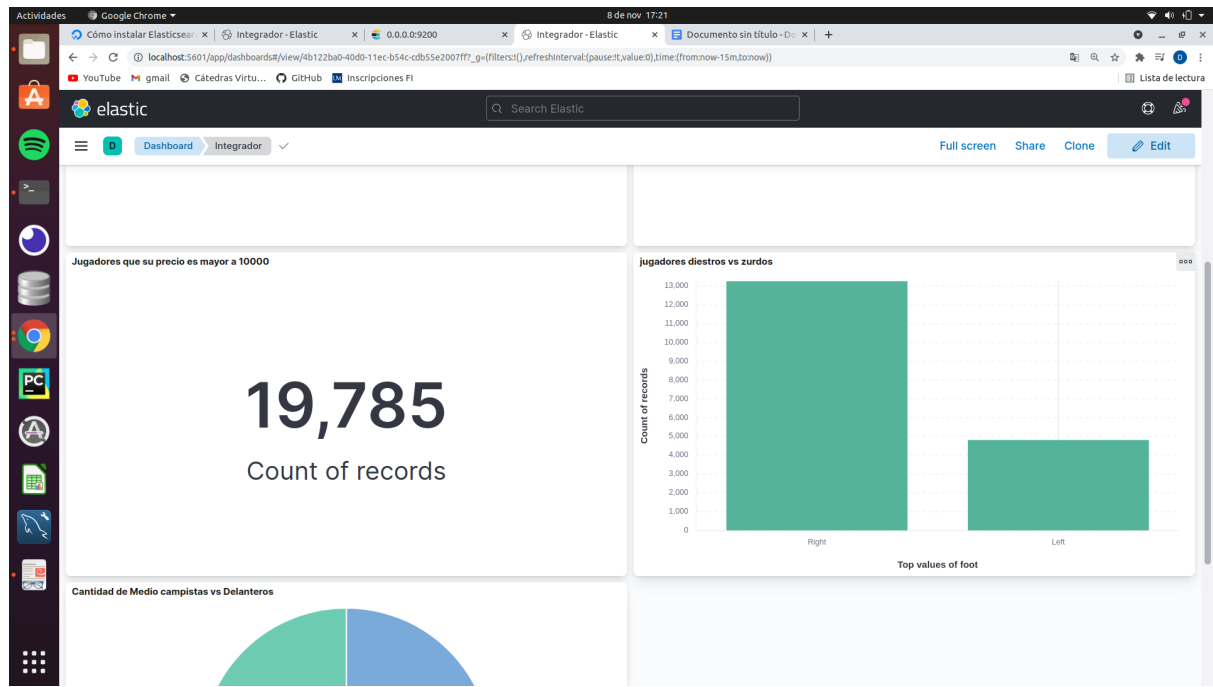 Actividades
Google Chrome ▾
8 de nov 17:21
Cómo instalar Elasticsear
Integrador - Elastic
0.0.0.0:9200
Integrador - Elastic
Documento sin título - Do
localhost:5601/app/dashboards#/view/4b122ba0-40d0-11ec-b54c-cdb55e2007ff?_g=(filters:!(),refreshInterval:(pause:!t,value:0),time:(from:now-15m,to:now))
YouTube
gmail
Cátedras Virtu...
GitHub
Inscripciones FI
Lista de lectura
elastic
Search Elastic
D
Dashboard
Integrador
Full screen
Share
Clone
Edit
Jugadores que su precio es mayor a 10000
19,785
Count of records
jugadores diestros vs zurdos
13,000
12,000
11,000
10,000
9,000
8,000
7,000
6,000
5,000
4,000
3,000
2,000
1,000
0
Count of records
Right
Left
Top values of foot
Cantidad de Medio campistas vs Delanteros